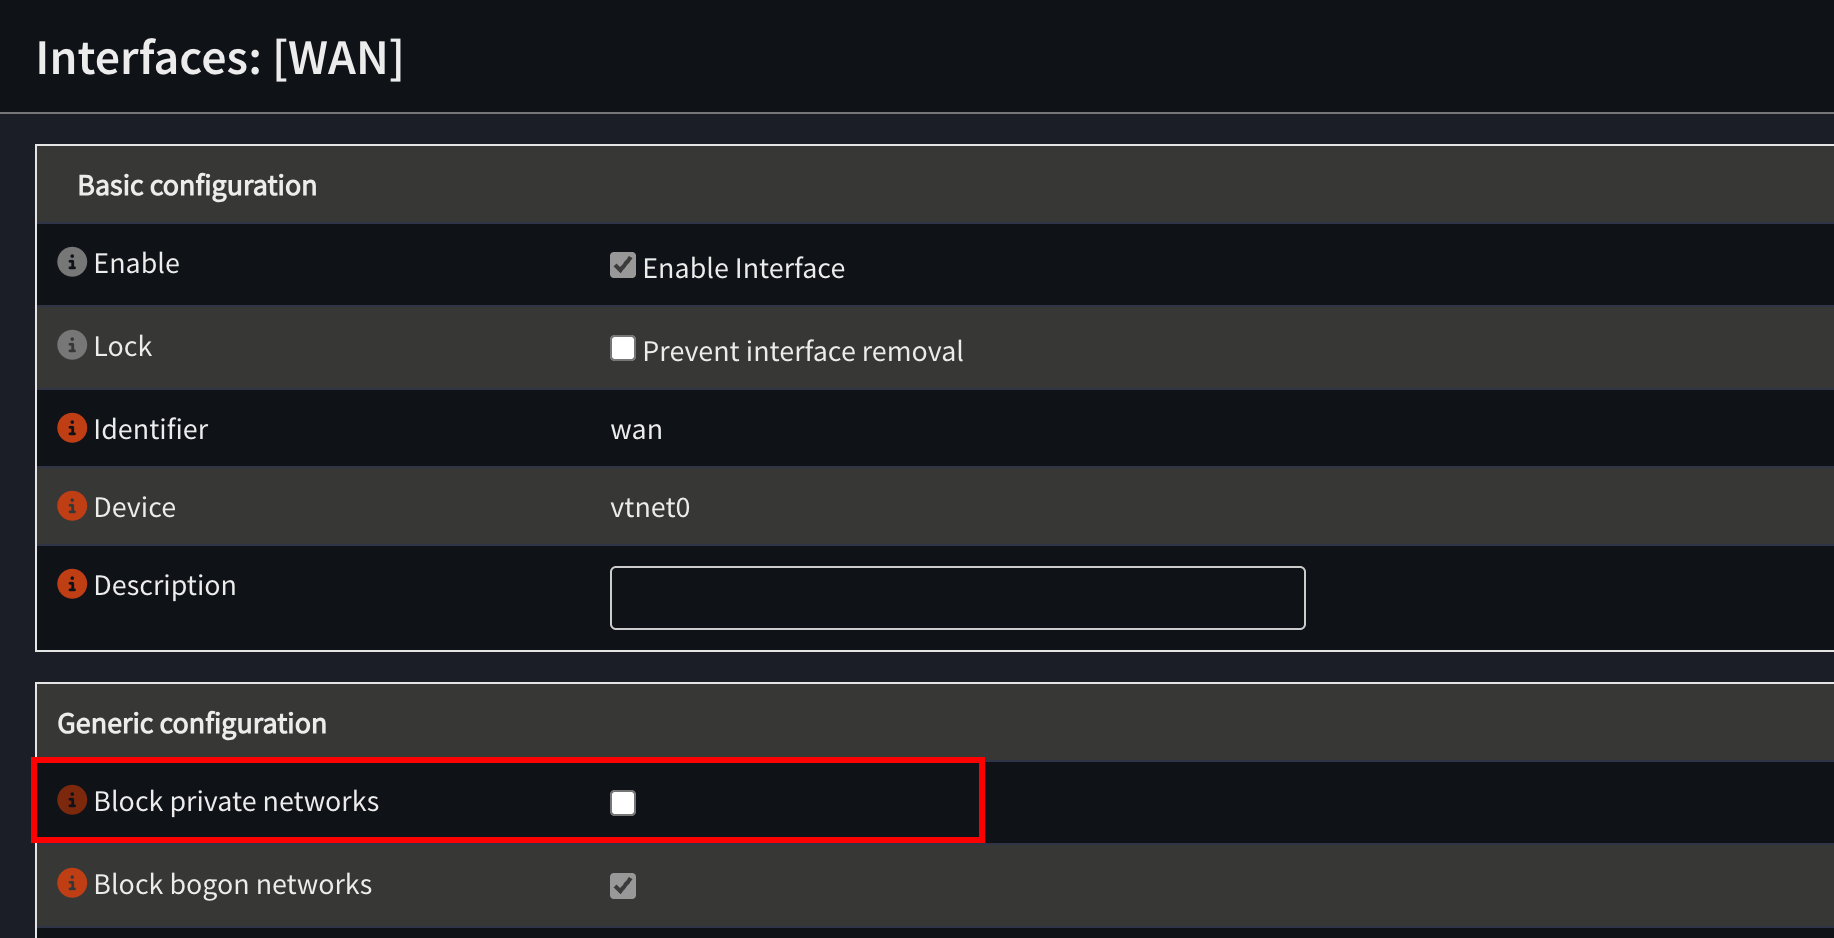 Interfaces: [WAN]
Basic configuration
Enable
Enable Interface
Lock
Prevent interface removal
Identifier
wan
Device
vtnet0
Description
Generic configuration
Block private networks
Block bogon networks